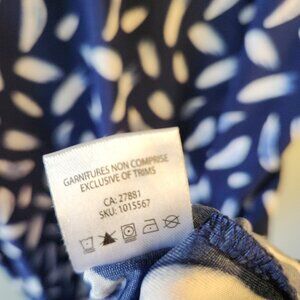 GARNITURES NON COMPRISE
EXCLUSIVE OF TRIMS
CA: 27881
SKU: 1015567